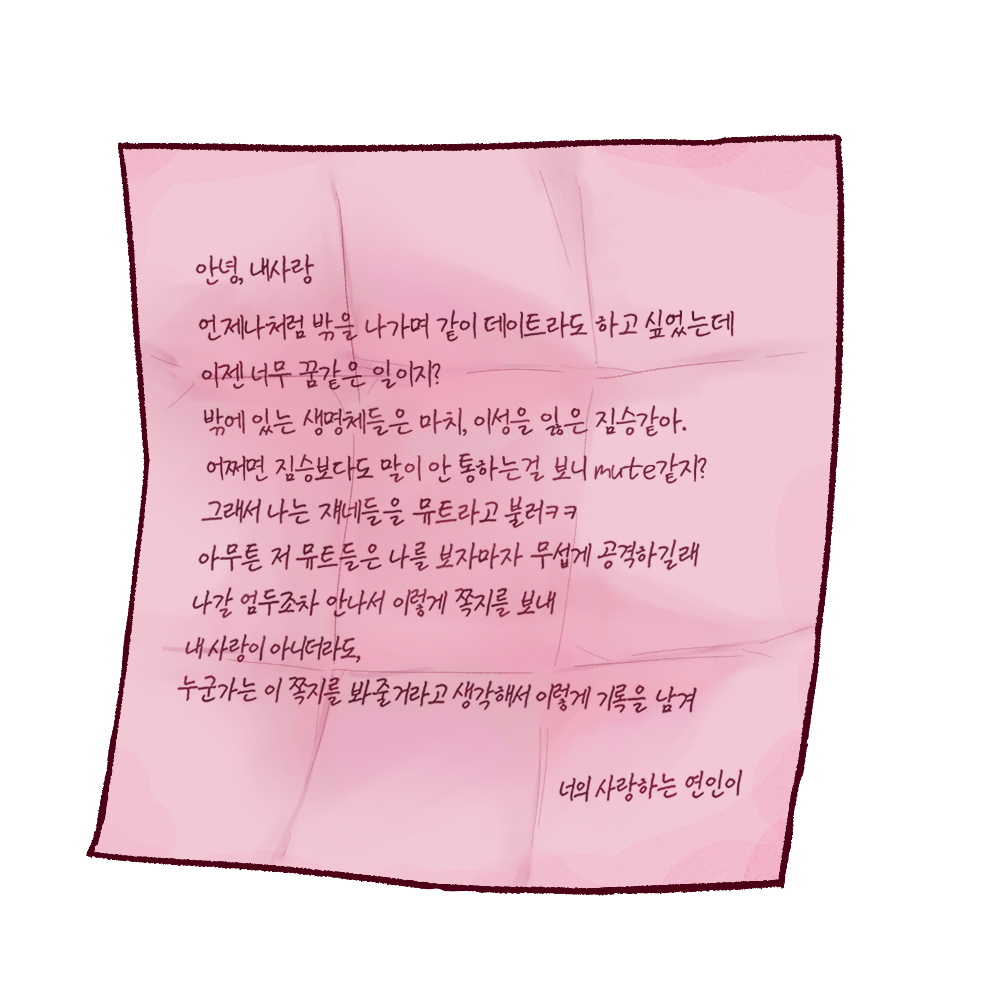 안녕, 내사랑
언제나처럼 밖을 나가며 같이 데이트라도 하고 싶었는데
이젠 너무 꿈같은 일이지?
밖에 있는 생명체들은 마치, 이성을 잃은 짐승같아.
어쩌면 짐승보다도 말이 안 통하는걸 보니 mute같지?
그래서 나는 쟤네들을 뮤트라고 불러ㅋㅋ
아무튼 저 뮤트들은 나를 보자마자 무섭게 공격하길래
나갈 엄두조차 안나서 이렇게 쪽지를 보내
내 사랑이 아니더라도,
누군가는 이 쪽지를 봐줄거라고 생각해서 이렇게 기록을 남겨
너의 사랑하는 연인이